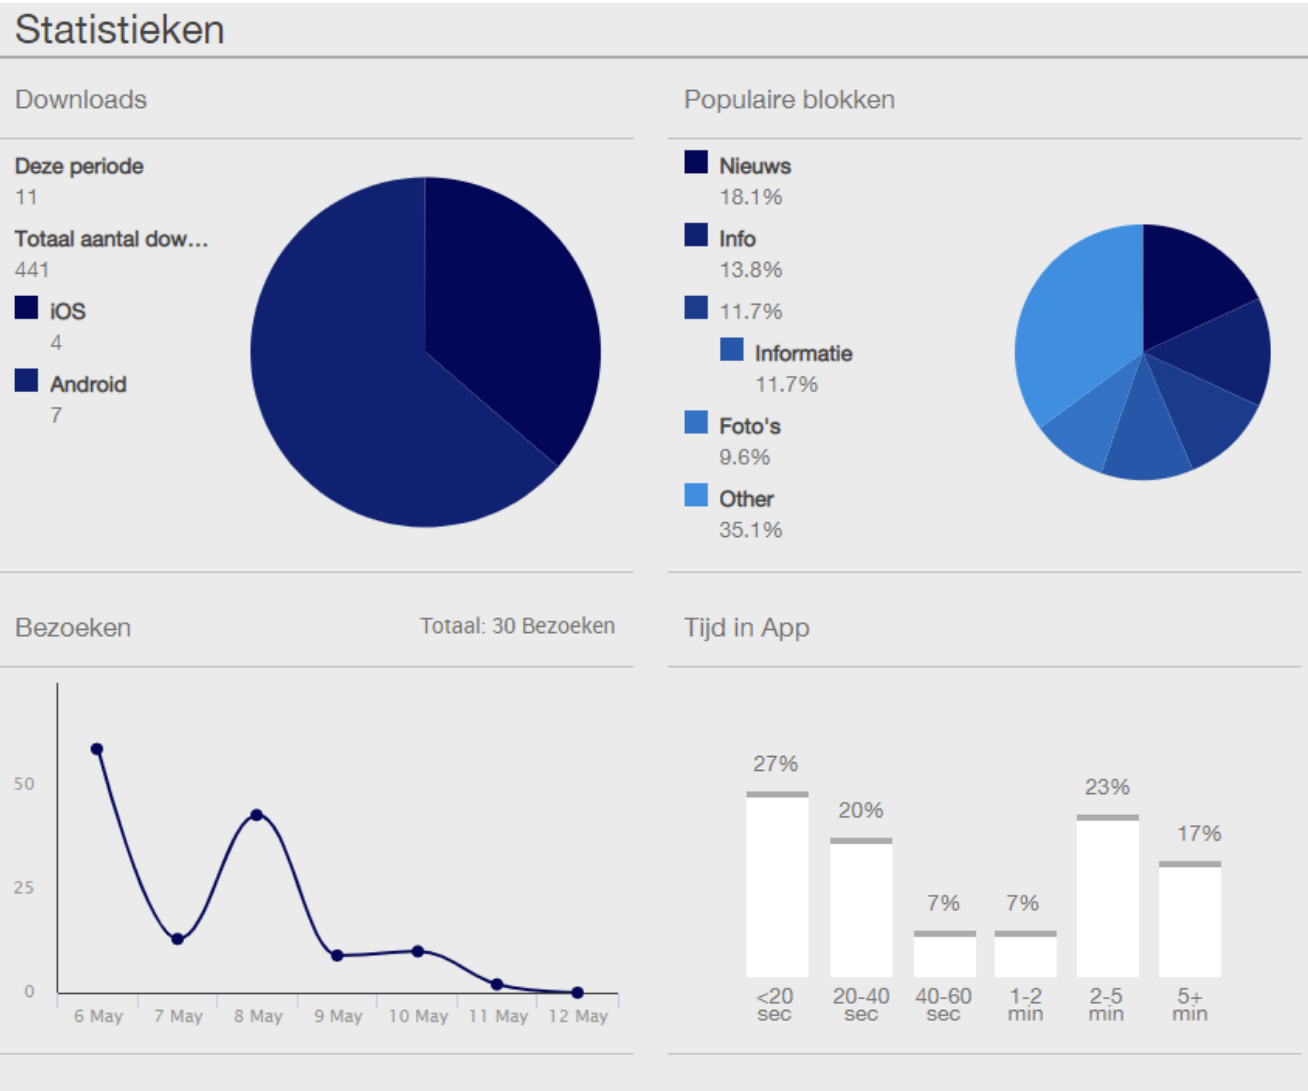 Statistieken
Downloads
Deze periode
11
Totaal aantal dow...
441
iOS
4
Android
7
Populaire blokken
Nieuws
18.1%
Info
13.8%
11.7%
Informatie
11.7%
Foto's
9.6%
Other
35.1%
Bezoeken
Totaal: 30 Bezoeken
50
25
0
6 May 7 May 8 May 9 May 10 May 11 May 12 May
Tijd in App
27%
20%
7%
7%
23%
17%
<20 sec
20-40 sec
40-60 sec
1-2 min
2-5 min
5+ min